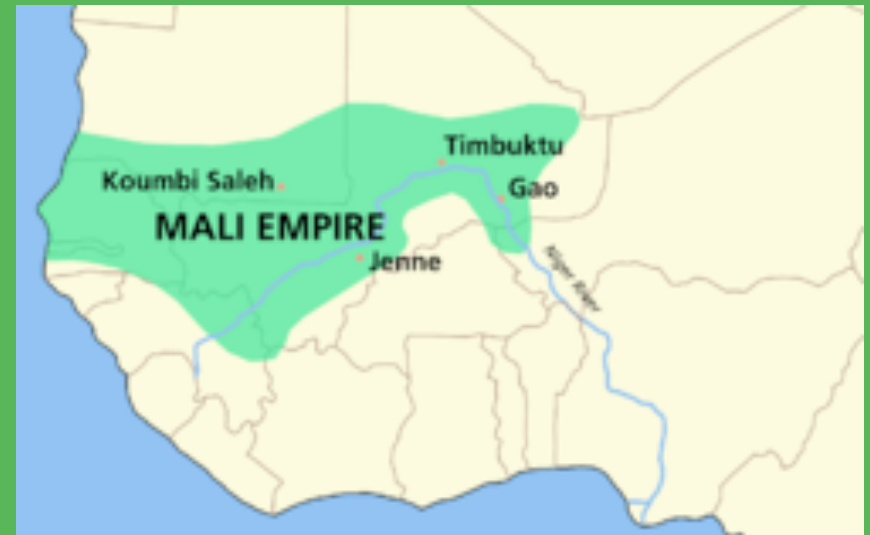 Timbuktu
Koumbi Saleh
Gao
MALI EMPIRE
Jenne
Niger River